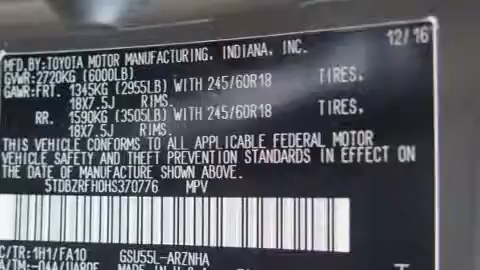 12/16
MFD.BY:TOYOTA MOTOR MANUFACTURING, INDIANA, INC.
GVWR:2720KG (6000LB)
GAWR:FRT. 1345KG (2955LB) WITH 245/60R18 TIRES,
18X7.5J RIMS.
RR. 1590KG (3505LB) WITH 245/60R18 TIRES,
18X7.5J RIMS.
THIS VEHICLE CONFORMS TO ALL APPLICABLE FEDERAL MOTOR
VEHICLE SAFETY AND THEFT PREVENTION STANDARDS IN EFFECT ON
THE DATE OF MANUFACTURE SHOWN ABOVE.
5TDBZRFH0HS370776 MPV
C/TR:1H1/FA10 GSU55L-ARZNHA
MADE IN U.S.A.